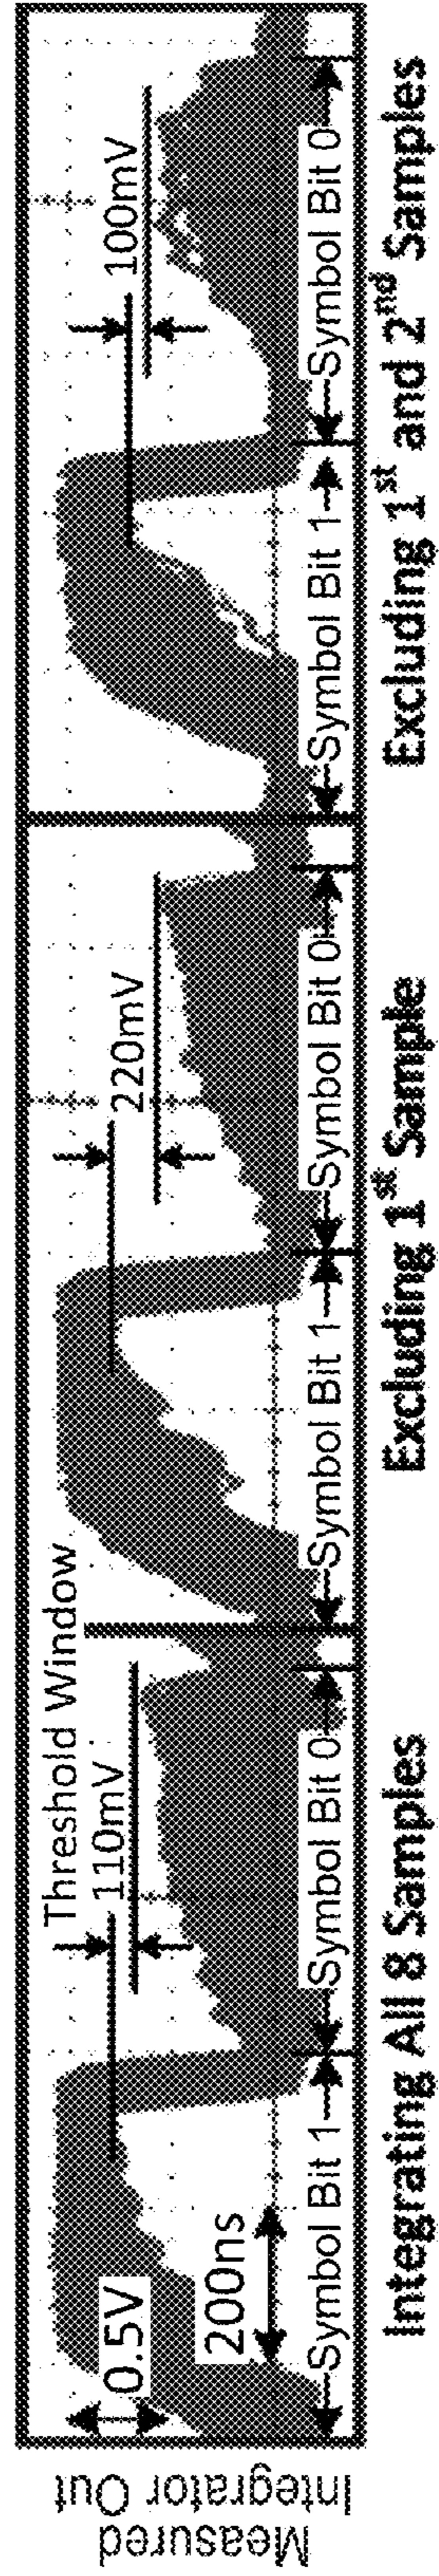 Measured
Integrator Out
0.5V
200ns
Threshold Window
110mV
220mV
100mV
Symbol Bit 1
Symbol Bit 0
Symbol Bit 1
Symbol Bit 0
Symbol Bit 1
Symbol Bit 0
Integrating All 8 Samples
Excluding 1st Sample
Excluding 1st and 2nd Samples